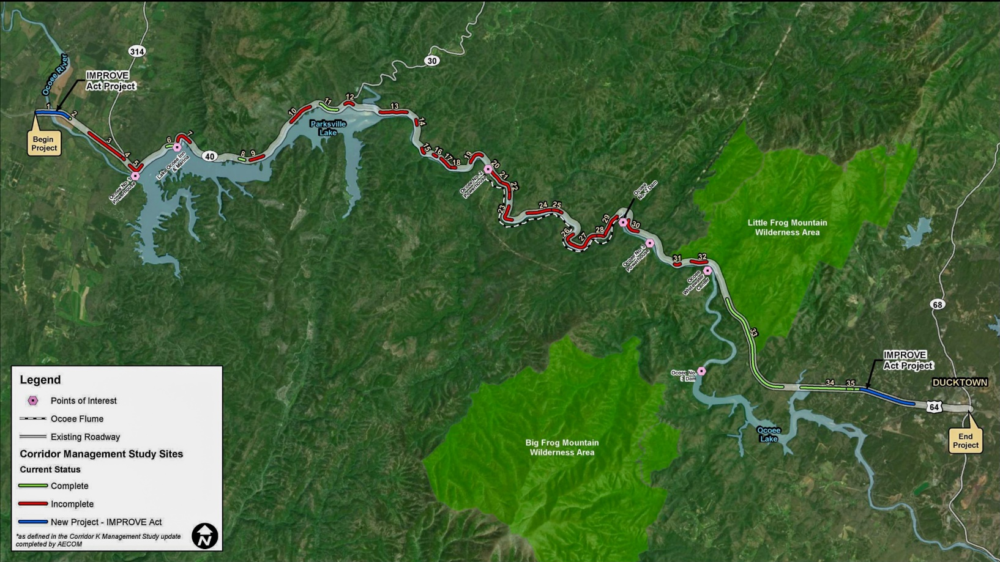 314
30
Ocoee River
IMPROVE
Act Project
1
2
Begin
Project
3
4
5
Ocoee No. 1
Powerhouse
6
7
Lake Ocoee Inn
& Marina
40
8
9
10
11
12
Parksville
Lake
13
14
15
16
17
18
19
20
Ocoee No. 2
Powerhouse
21
22
23
24
25
26
27
28
29
Ocoee
No. 2 Dam
30
Ocoee No. 3
Powerhouse
31
32
Ocoee
Whitewater
Center
Little Frog Mountain
Wilderness Area
68
33
Ocoee No.
3 Dam
IMPROVE
Act Project
34
35
DUCKTOWN
64
End
Project
Ocoee
Lake
Big Frog Mountain
Wilderness Area
Legend
Points of Interest
Ocoee Flume
Existing Roadway
Corridor Management Study Sites
Current Status
Complete
Incomplete
New Project - IMPROVE Act
*as defined in the Corridor K Management Study update
completed by AECOM
N